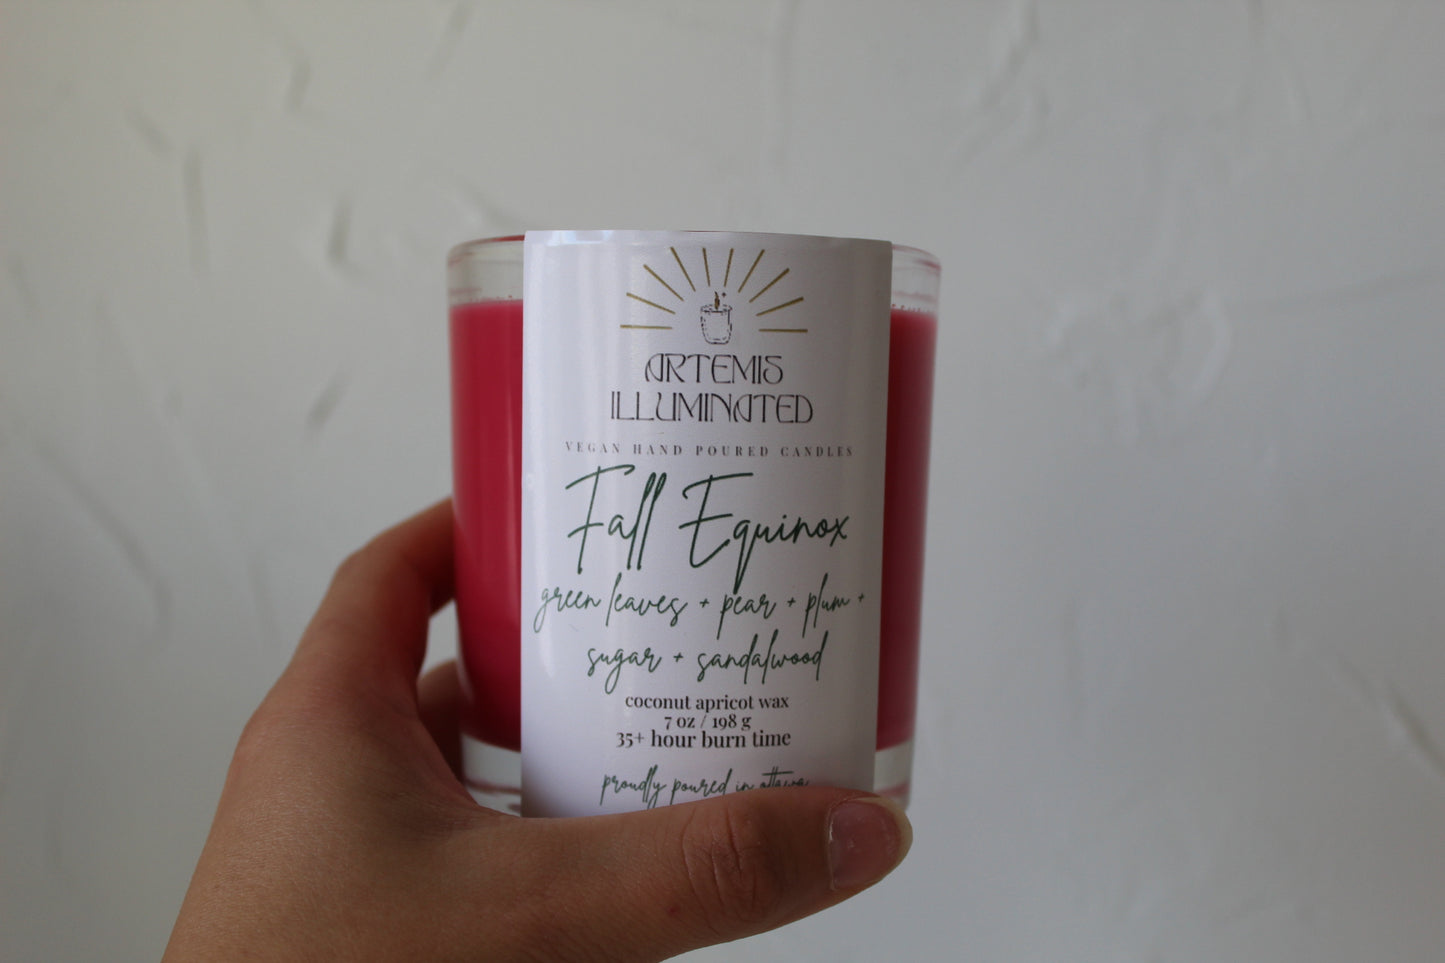 ARTEMIS
ILLUMINATED
VEGAN HAND POURED CANDLES
Fall Equinox
green leaves + pear + plum +
sugar + sandalwood
coconut apricot wax
7 oz / 198 g
35+ hour burn time
proudly poured in ottawa